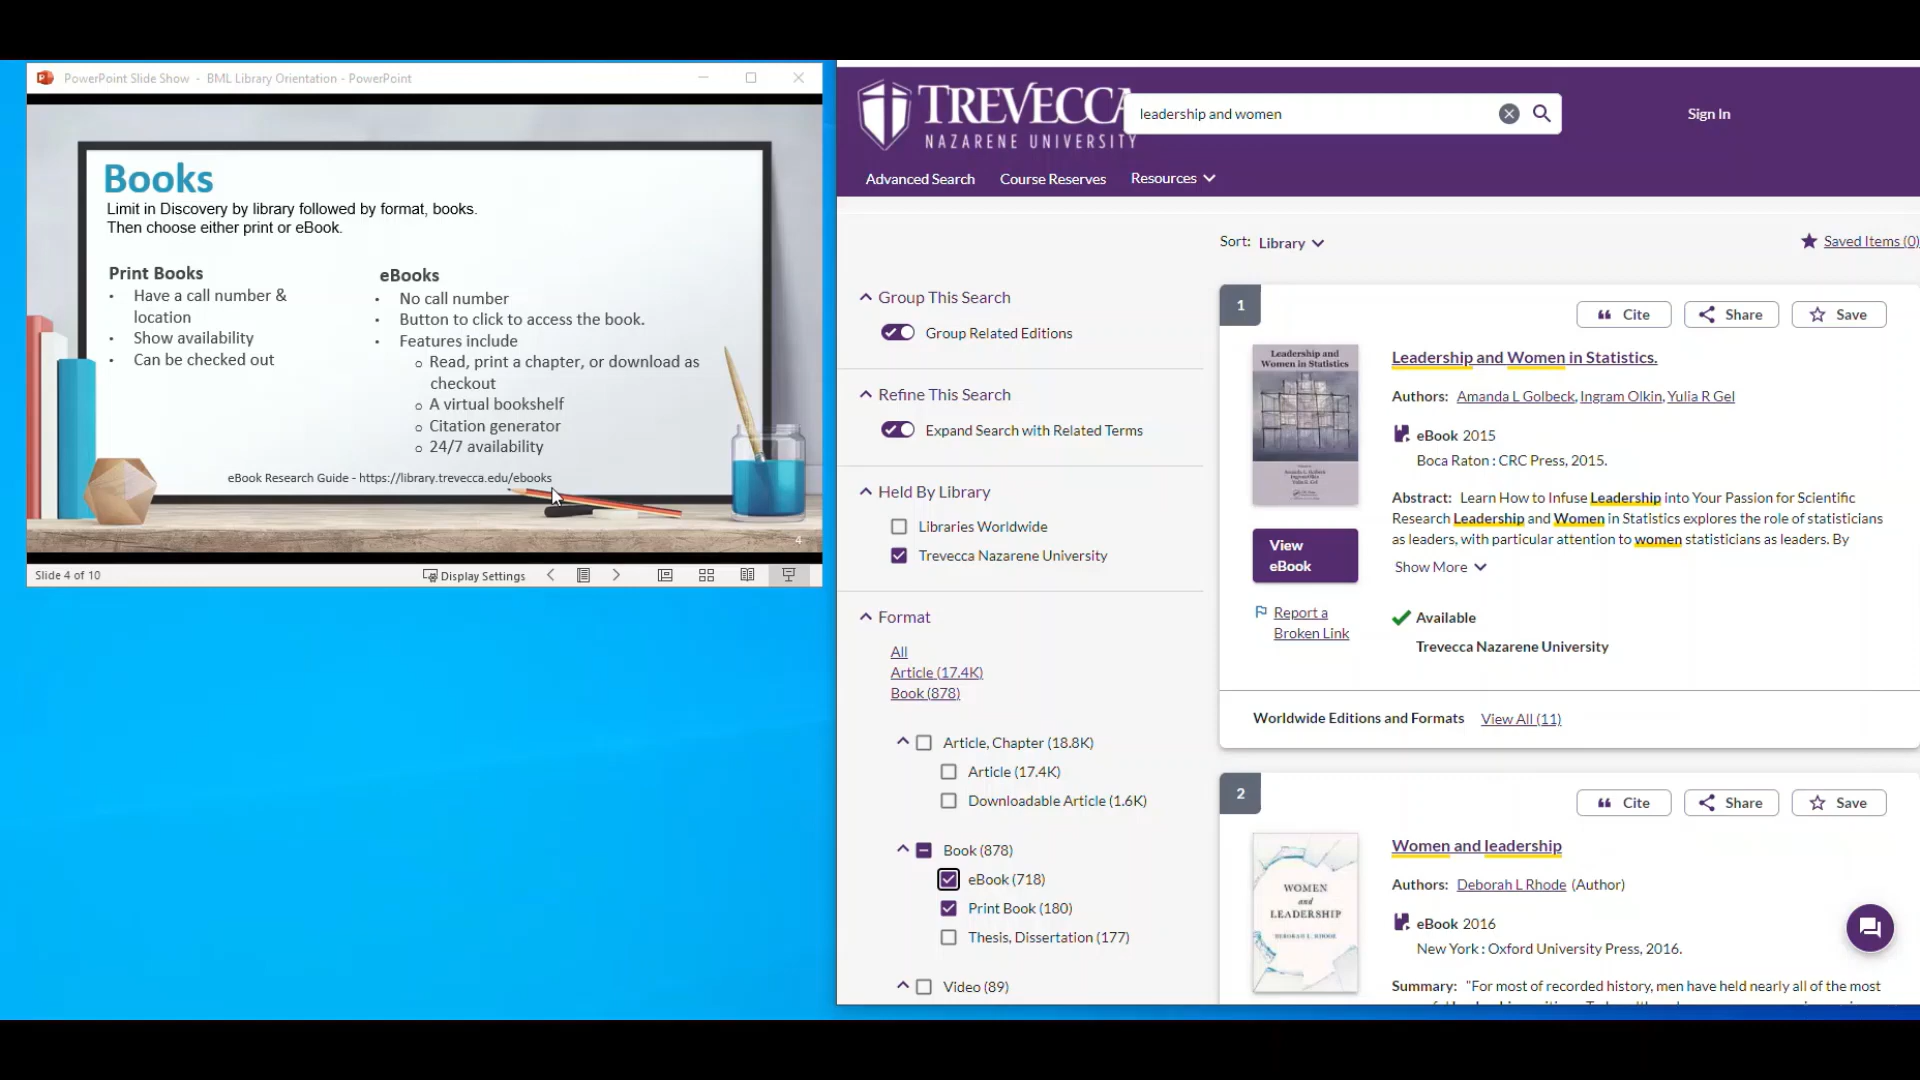 PowerPoint Slide Show - BML Library Orientation - PowerPoint
Books
Limit in Discovery by library followed by format, books.
Then choose either print or eBook.
Print Books
• Have a call number &
location
• Show availability
• Can be checked out
eBooks
• No call number
• Button to click to access the book.
• Features include
o Read, print a chapter, or download as
checkout
o A virtual bookshelf
o Citation generator
o 24/7 availability
eBook Research Guide - https://library.trevecca.edu/ebooks
4
Slide 4 of 10
Display Settings
TREVECCA
NAZARENE UNIVERSITY
leadership and women
Sign In
Advanced Search
Course Reserves
Resources
Sort: Library
Saved Items (0)
Group This Search
Group Related Editions
Refine This Search
Expand Search with Related Terms
Held By Library
Libraries Worldwide
Trevecca Nazarene University
Format
All
Article (17.4K)
Book (878)
Article, Chapter (18.8K)
Article (17.4K)
Downloadable Article (1.6K)
Book (878)
eBook (718)
Print Book (180)
Thesis, Dissertation (177)
Video (89)
1
Cite
Share
Save
Leadership and
Women in Statistics
View
eBook
Report a
Broken Link
Leadership and Women in Statistics.
Authors: Amanda L Golbeck, Ingram Olkin, Yulia R Gel
eBook 2015
Boca Raton : CRC Press, 2015.
Abstract: Learn How to Infuse Leadership into Your Passion for Scientific
Research Leadership and Women in Statistics explores the role of statisticians
as leaders, with particular attention to women statisticians as leaders. By
Show More
Available
Trevecca Nazarene University
Worldwide Editions and Formats View All (11)
2
Cite
Share
Save
WOMEN
and
LEADERSHIP
DEBORAH L. RHODE
Women and leadership
Authors: Deborah L Rhode (Author)
eBook 2016
New York : Oxford University Press, 2016.
Summary: "For most of recorded history, men have held nearly all of the most